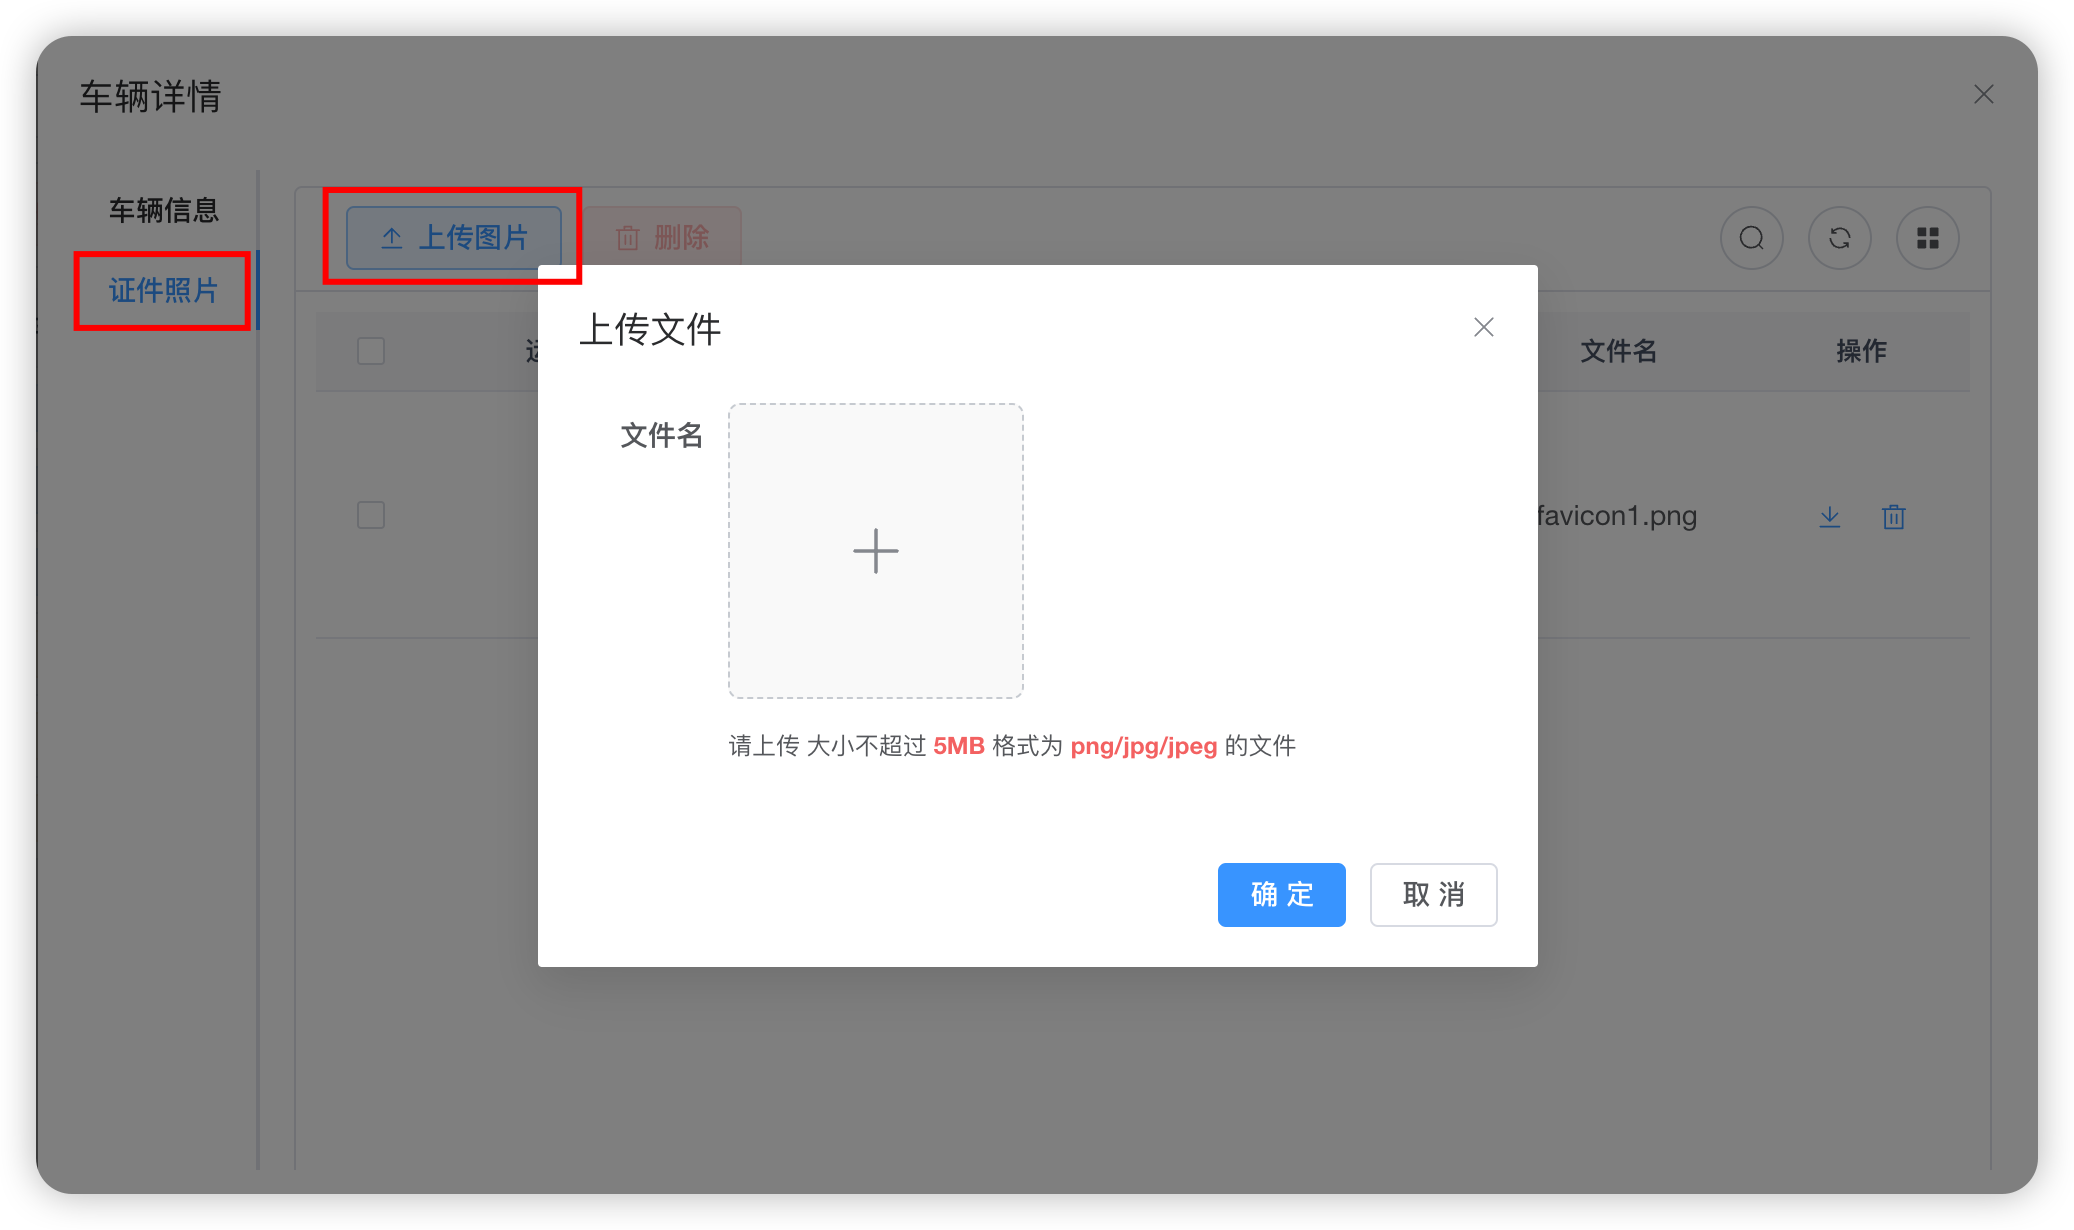 车辆详情
车辆信息
证件照片
上传图片 删除
上传文件
文件名 操作
文件名
favicon1.png
请上传 大小不超过 5MB 格式为 png/jpg/jpeg 的文件
确 定 取 消